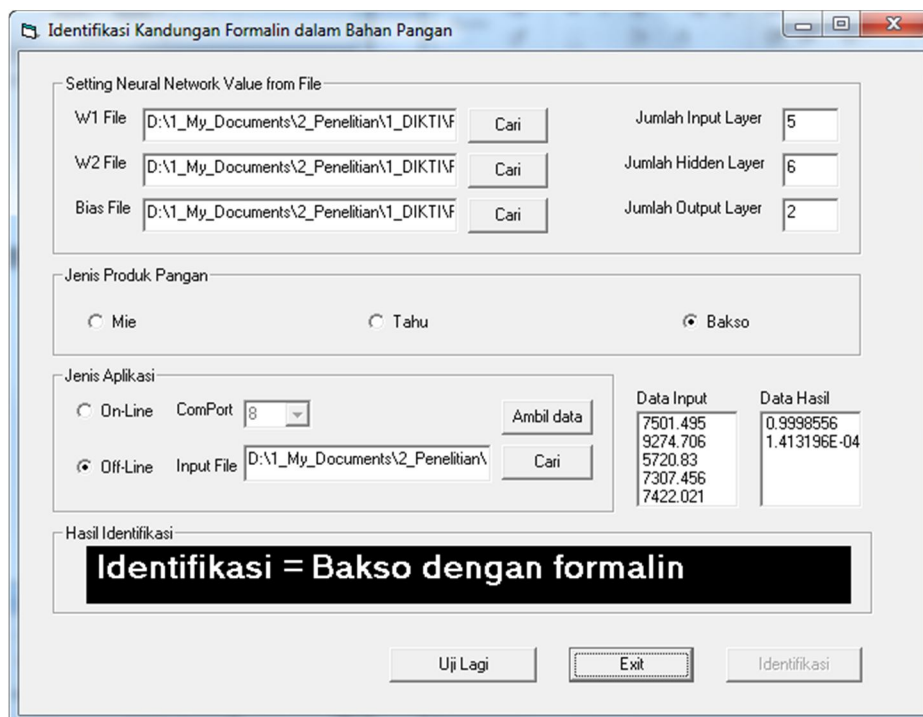 Identifikasi Kandungan Formalin dalam Bahan Pangan
Setting Neural Network Value from File
W1 File D:\1_My_Documents\2_Penelitian\1_DIKTI\F Cari Jumlah Input Layer 5
W2 File D:\1_My_Documents\2_Penelitian\1_DIKTI\F Cari Jumlah Hidden Layer 6
Bias File D:\1_My_Documents\2_Penelitian\1_DIKTI\F Cari Jumlah Output Layer 2
Jenis Produk Pangan
Mie Tahu Bakso
Jenis Aplikasi
On-Line ComPort 8 Ambil data
Off-Line Input File D:\1_My_Documents\2_Penelitian\ Cari
Data Input
7501.495
9274.706
5720.83
7307.456
7422.021
Data Hasil
0.9998556
1.413196E-04
Hasil Identifikasi
Identifikasi = Bakso dengan formalin
Uji Lagi Exit Identifikasi